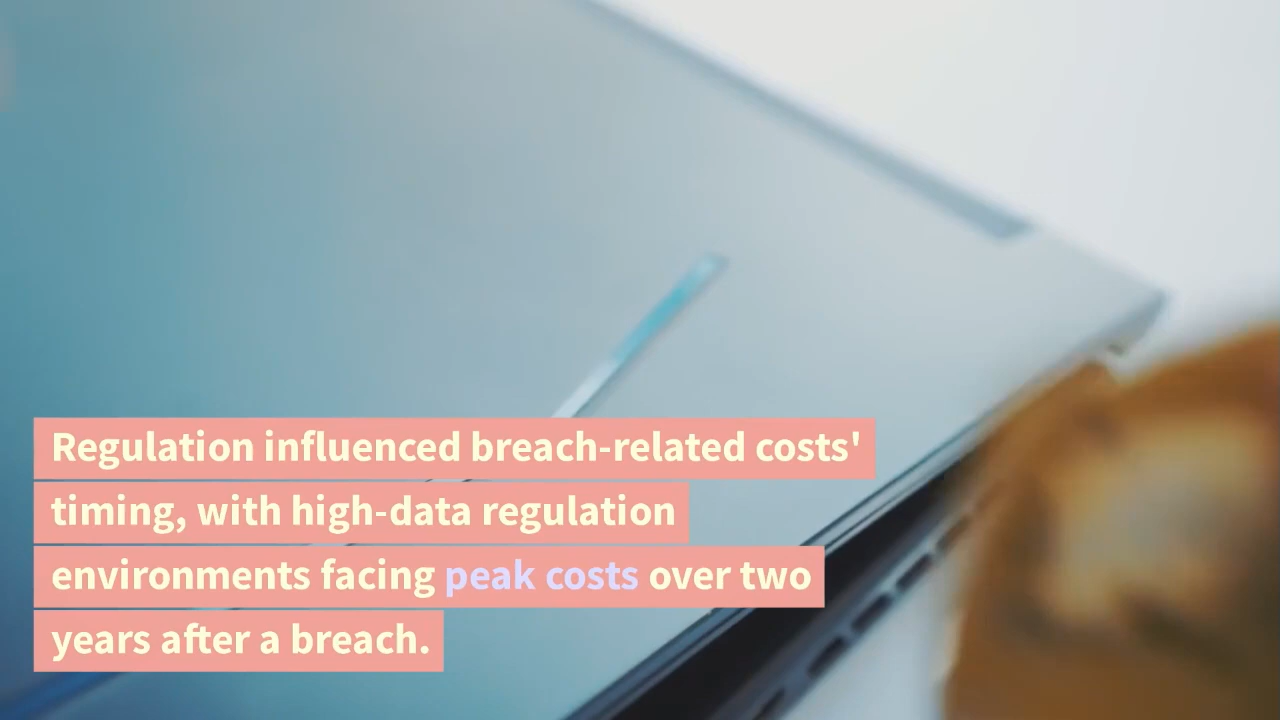 Regulation influenced breach-related costs'
timing, with high-data regulation
environments facing peak costs over two
years after a breach.